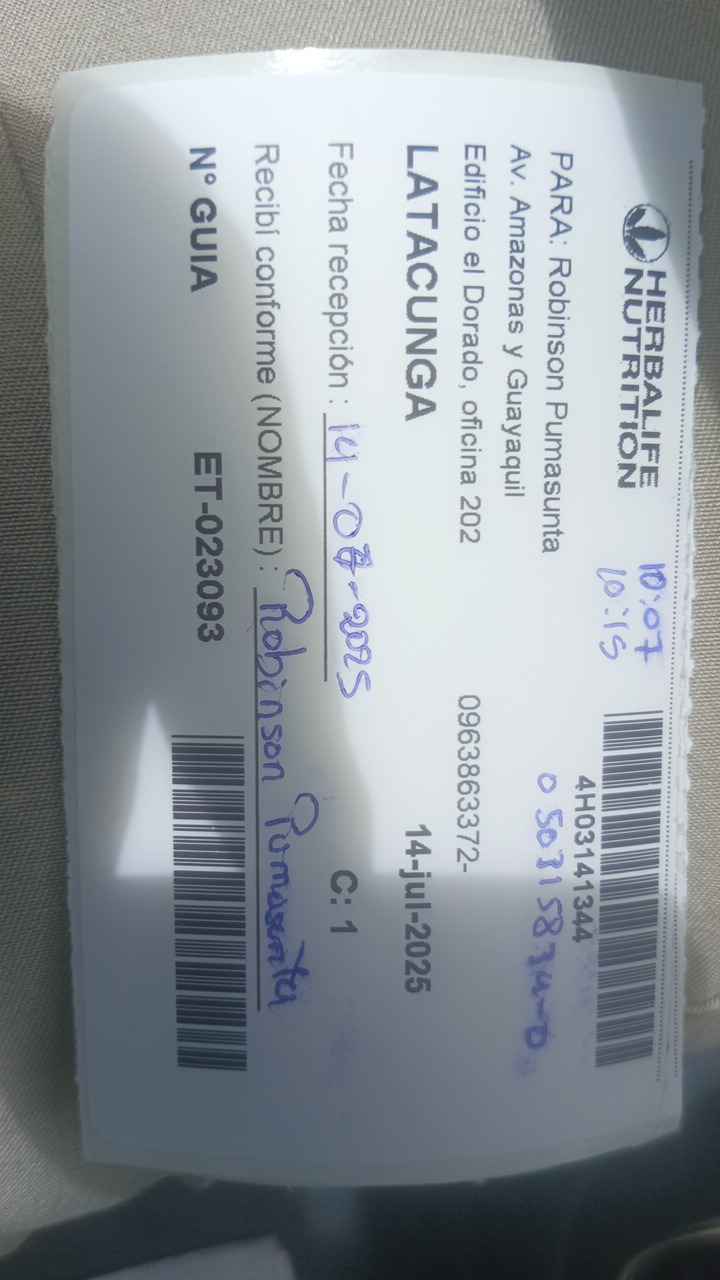 HERBALIFE
NUTRITION
10:07
10:15
4H03141344
PARA: Robinson Pumasunta
050315834-0
Av. Amazonas y Guayaquil
Edificio el Dorado, oficina 202 0963863372-
LATACUNGA 14-jul-2025
Fecha recepción : 14-07-2025 C: 1
Recibí conforme (NOMBRE) : Robinson Pumasunta
N° GUIA ET-023093